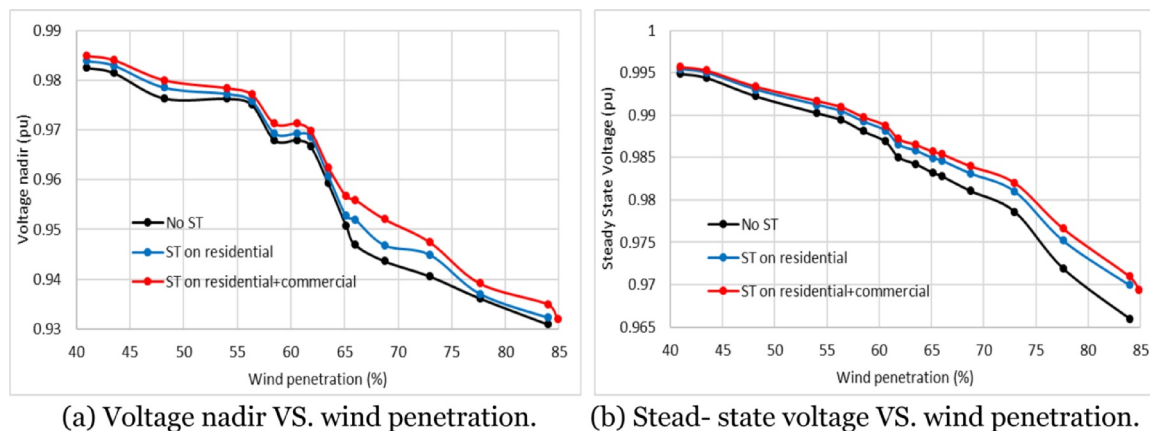 0.99
0.98
0.97
0.96
0.95
0.94
0.93
Voltage nadir (pu)
No ST
ST on residential
ST on residential+commercial
40 45 50 55 60 65 70 75 80 85
Wind penetration (%)
(a) Voltage nadir VS. wind penetration.
1
0.995
0.99
0.985
0.98
0.975
0.97
0.965
Steady State Voltage (pu)
No ST
ST on residential
ST on residential+commercial
40 45 50 55 60 65 70 75 80 85
Wind penetration (%)
(b) Stead- state voltage VS. wind penetration.